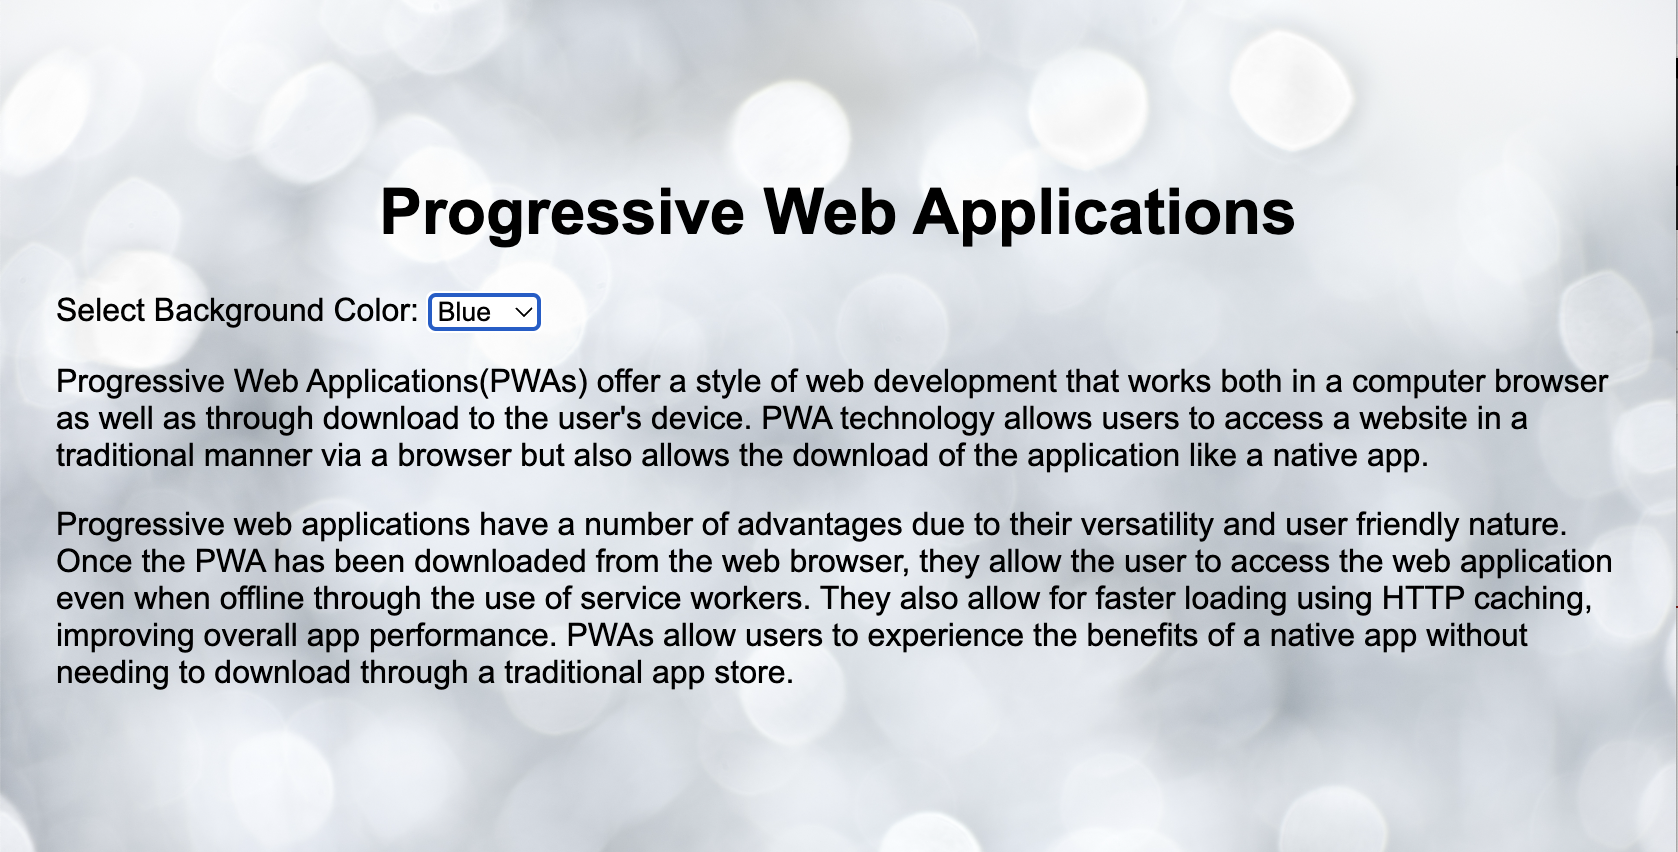 Progressive Web Applications
Select Background Color: Blue
Progressive Web Applications(PWAs) offer a style of web development that works both in a computer browser
as well as through download to the user's device. PWA technology allows users to access a website in a
traditional manner via a browser but also allows the download of the application like a native app.
Progressive web applications have a number of advantages due to their versatility and user friendly nature.
Once the PWA has been downloaded from the web browser, they allow the user to access the web application
even when offline through the use of service workers. They also allow for faster loading using HTTP caching,
improving overall app performance. PWAs allow users to experience the benefits of a native app without
needing to download through a traditional app store.